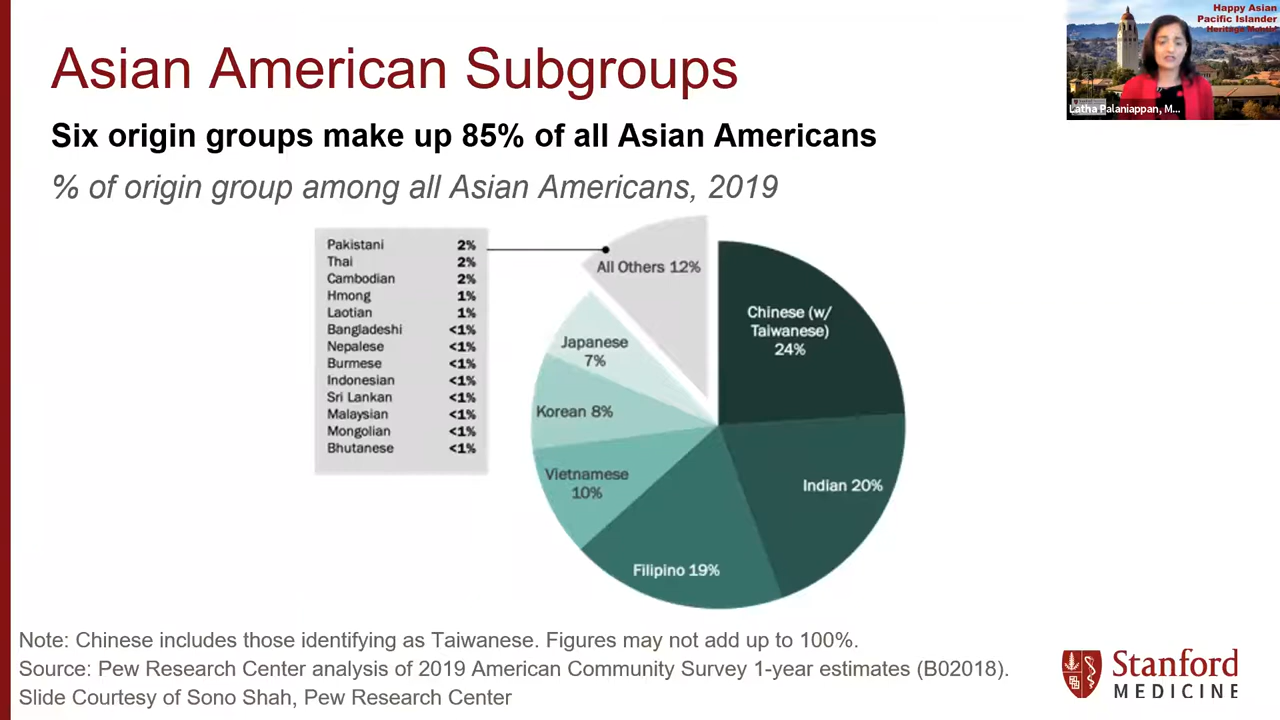 Asian American Subgroups
Six origin groups make up 85% of all Asian Americans
% of origin group among all Asian Americans, 2019
Pakistani 2%
Thai 2%
Cambodian 2%
Hmong 1%
Laotian 1%
Bangladeshi <1%
Nepalese <1%
Burmese <1%
Indonesian <1%
Sri Lankan <1%
Malaysian <1%
Mongolian <1%
Bhutanese <1%
All Others 12%
Chinese (w/
Taiwanese)
24%
Indian 20%
Filipino 19%
Vietnamese
10%
Korean 8%
Japanese
7%
Note: Chinese includes those identifying as Taiwanese. Figures may not add up to 100%.
Source: Pew Research Center analysis of 2019 American Community Survey 1-year estimates (B02018).
Slide Courtesy of Sono Shah, Pew Research Center
Stanford
MEDICINE
Happy Asian
Pacific Islander
Heritage Month!
Latha Palaniappan, M...